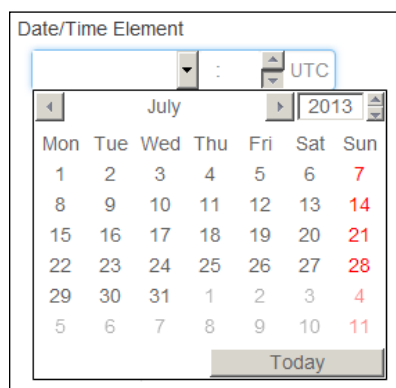 Date/Time Element
: UTC
July 2013
Mon Tue Wed Thu Fri Sat Sun
1 2 3 4 5 6 7
8 9 10 11 12 13 14
15 16 17 18 19 20 21
22 23 24 25 26 27 28
29 30 31 1 2 3 4
5 6 7 8 9 10 11
Today